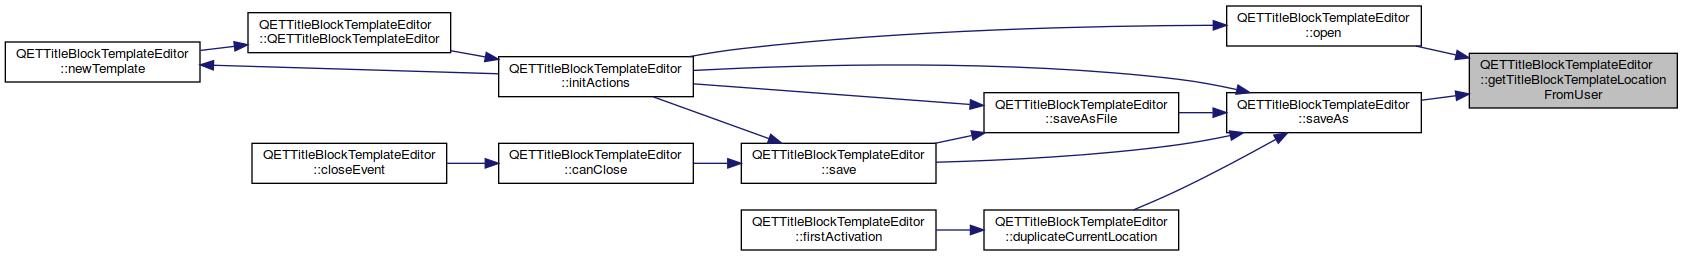 QETTitleBlockTemplateEditor
::newTemplate
QETTitleBlockTemplateEditor
::QETTitleBlockTemplateEditor
QETTitleBlockTemplateEditor
::initActions
QETTitleBlockTemplateEditor
::open
QETTitleBlockTemplateEditor
::getTitleBlockTemplateLocation
FromUser
QETTitleBlockTemplateEditor
::saveAsFile
QETTitleBlockTemplateEditor
::saveAs
QETTitleBlockTemplateEditor
::closeEvent
QETTitleBlockTemplateEditor
::canClose
QETTitleBlockTemplateEditor
::save
QETTitleBlockTemplateEditor
::firstActivation
QETTitleBlockTemplateEditor
::duplicateCurrentLocation